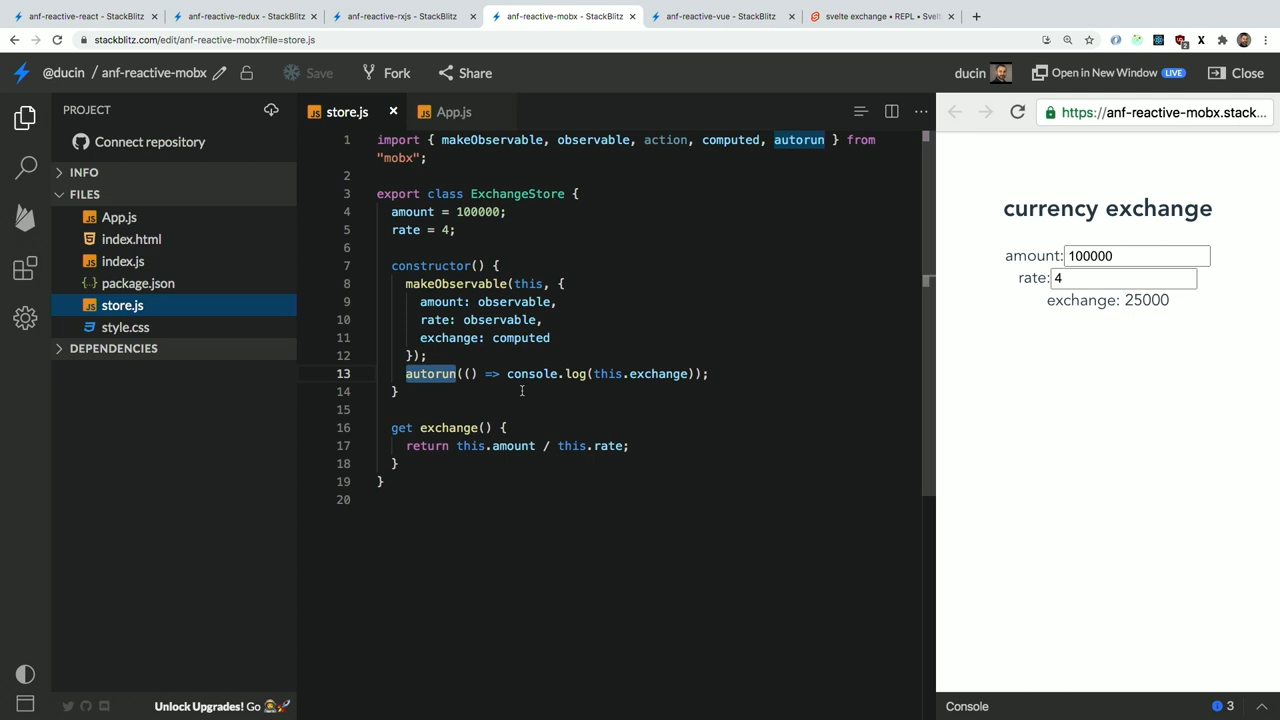 anf-reactive-react - StackBlitz
anf-reactive-redux - StackBlitz
anf-reactive-rxjs - StackBlitz
anf-reactive-mobx - StackBlitz
anf-reactive-vue - StackBlitz
svelte exchange • REPL • Svel
stackblitz.com/edit/anf-reactive-mobx?file=store.js
@ducin / anf-reactive-mobx
Save
Fork
Share
ducin
Open in New Window LIVE
Close
PROJECT
Connect repository
INFO
FILES
App.js
index.html
index.js
package.json
store.js
style.css
DEPENDENCIES
Unlock Upgrades! Go
store.js
App.js
1 import { makeObservable, observable, action, computed, autorun } from
"mobx";
2
3 export class ExchangeStore {
4 amount = 100000;
5 rate = 4;
6
7 constructor() {
8 makeObservable(this, {
9 amount: observable,
10 rate: observable,
11 exchange: computed
12 });
13 autorun(() => console.log(this.exchange));
14 }
15
16 get exchange() {
17 return this.amount / this.rate;
18 }
19 }
20
https://anf-reactive-mobx.stack...
currency exchange
amount: 100000
rate: 4
exchange: 25000
Console
3